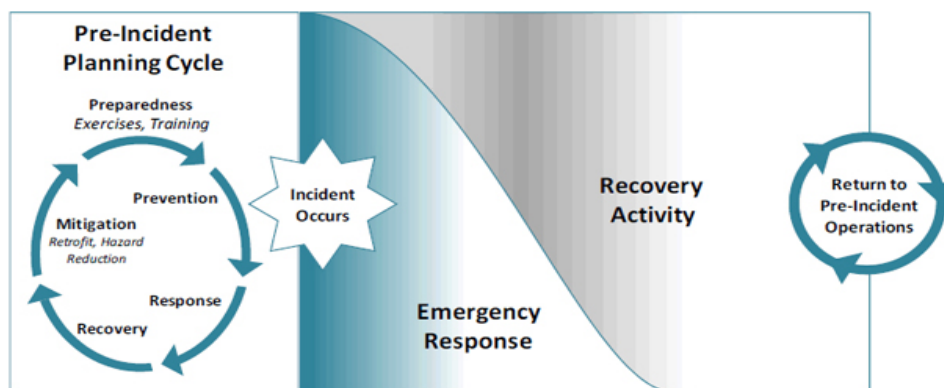 Pre-Incident
Planning Cycle
Preparedness
Exercises, Training
Prevention
Mitigation
Retrofit, Hazard
Reduction
Response
Recovery
Incident
Occurs
Emergency
Response
Recovery
Activity
Return to
Pre-Incident
Operations